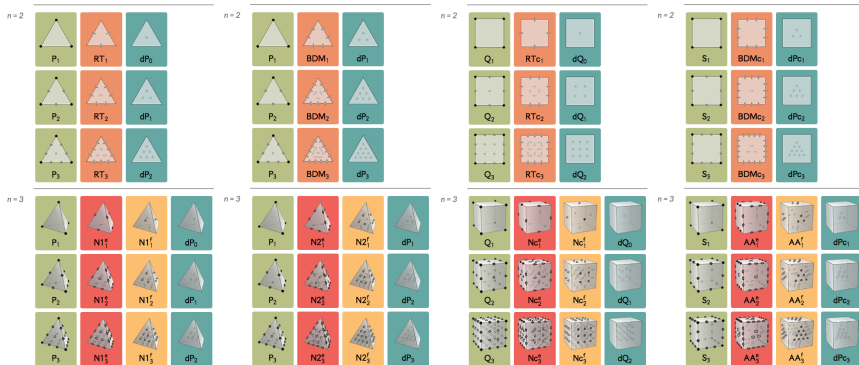 n=2
n=2
n=2
n=2
P₁ RT₁ dP₀
P₁ BDM₁ dP₁
Q₁ RTc₁ dQ₀
S₁ BDMc₁ dPc₁
P₂ RT₂ dP₁
P₂ BDM₂ dP₂
Q₂ RTc₂ dQ₁
S₂ BDMc₂ dPc₂
P₃ RT₃ dP₂
P₃ BDM₃ dP₃
Q₃ RTc₃ dQ₂
S₃ BDMc₃ dPc₃
n=3
n=3
n=3
n=3
P₁ N1ᵉ₁ N1ᶠ₁ dP₀
P₁ N2ᵉ₁ N2ᶠ₁ dP₁
Q₁ Ncᵉ₁ Ncᶠ₁ dQ₀
S₁ AAᵉ₁ AAᶠ₁ dPc₁
P₂ N1ᵉ₂ N1ᶠ₂ dP₁
P₂ N2ᵉ₂ N2ᶠ₂ dP₂
Q₂ Ncᵉ₂ Ncᶠ₂ dQ₁
S₂ AAᵉ₂ AAᶠ₂ dPc₂
P₃ N1ᵉ₃ N1ᶠ₃ dP₂
P₃ N2ᵉ₃ N2ᶠ₃ dP₃
Q₃ Ncᵉ₃ Ncᶠ₃ dQ₂
S₃ AAᵉ₃ AAᶠ₃ dPc₃